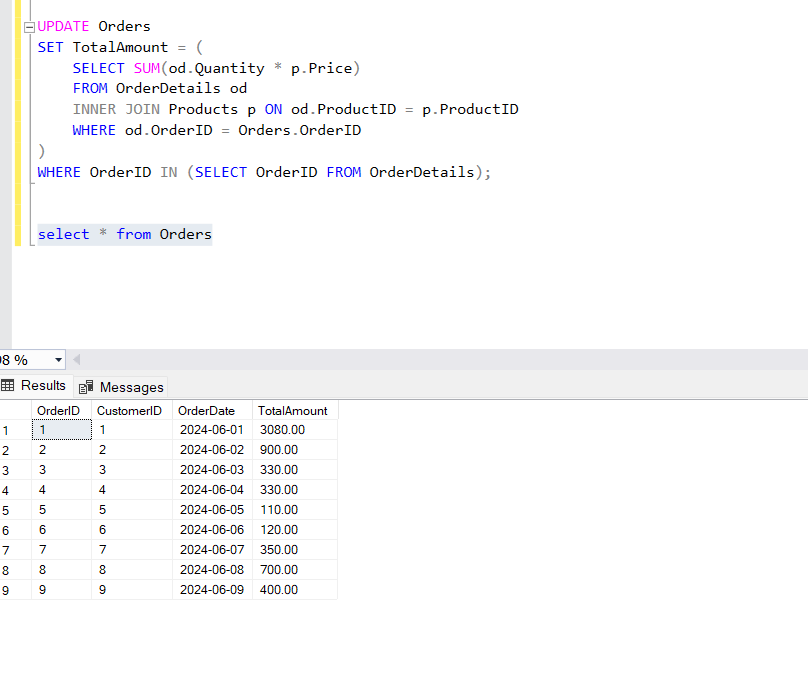 UPDATE Orders
SET TotalAmount = (
SELECT SUM(od.Quantity * p.Price)
FROM OrderDetails od
INNER JOIN Products p ON od.ProductID = p.ProductID
WHERE od.OrderID = Orders.OrderID
)
WHERE OrderID IN (SELECT OrderID FROM OrderDetails);
select * from Orders
98 %
Results Messages
OrderID CustomerID OrderDate TotalAmount
1 1 1 2024-06-01 3080.00
2 2 2 2024-06-02 900.00
3 3 3 2024-06-03 330.00
4 4 4 2024-06-04 330.00
5 5 5 2024-06-05 110.00
6 6 6 2024-06-06 120.00
7 7 7 2024-06-07 350.00
8 8 8 2024-06-08 700.00
9 9 9 2024-06-09 400.00